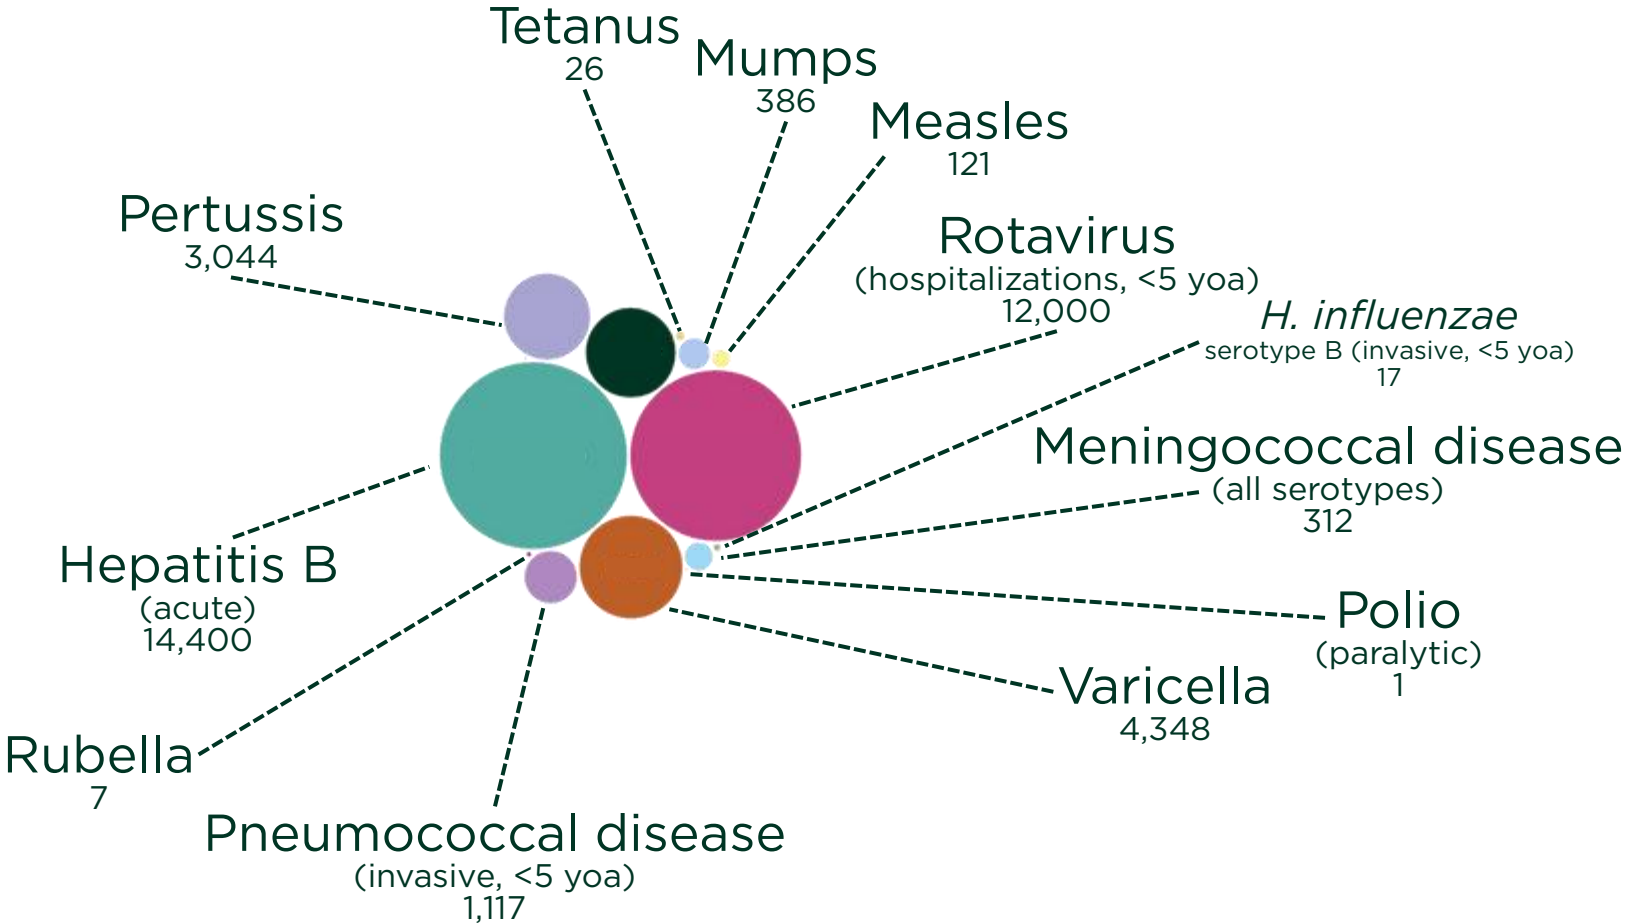 Tetanus
26
Mumps
386
Measles
121
Pertussis
3,044
Rotavirus
(hospitalizations, <5 yoa)
12,000
H. influenzae
serotype B (invasive, <5 yoa)
17
Meningococcal disease
(all serotypes)
312
Hepatitis B
(acute)
14,400
Polio
(paralytic)
1
Varicella
4,348
Rubella
7
Pneumococcal disease
(invasive, <5 yoa)
1,117